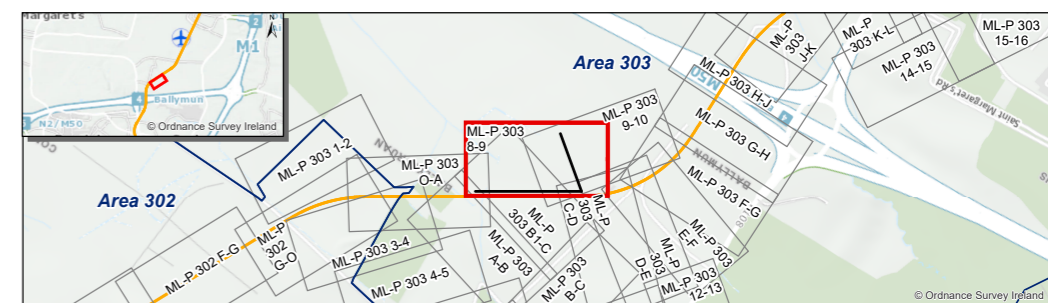 Margaret's
M1
2
4
Ballymun
N2 / M50
© Ordnance Survey Ireland
Area 303
Area 302
ML-P 303 1-2
ML-P 303
O-A
ML-P 303
8-9
ML-P 303
9-10
ML-P
303
J-K
ML-P
303 K-L
ML-P 303
14-15
ML-P 303
15-16
ML-P 303 H-J
M50
Saint Margaret's Rd
ML-P 303 G-H
BALLYMUN
ML-P 303 F-G
ML-P 302 F-G
ML-P
302
G-O
ML-P 303 3-4
ML-P 303 4-5
ML-P 303
A-B
ML-P
303 B1-C
ML-P 303
B-C
ML-P
303
C-D
ML-P
303
D-E
ML-P 303
E-F
ML-P 303
12-13
© Ordnance Survey Ireland